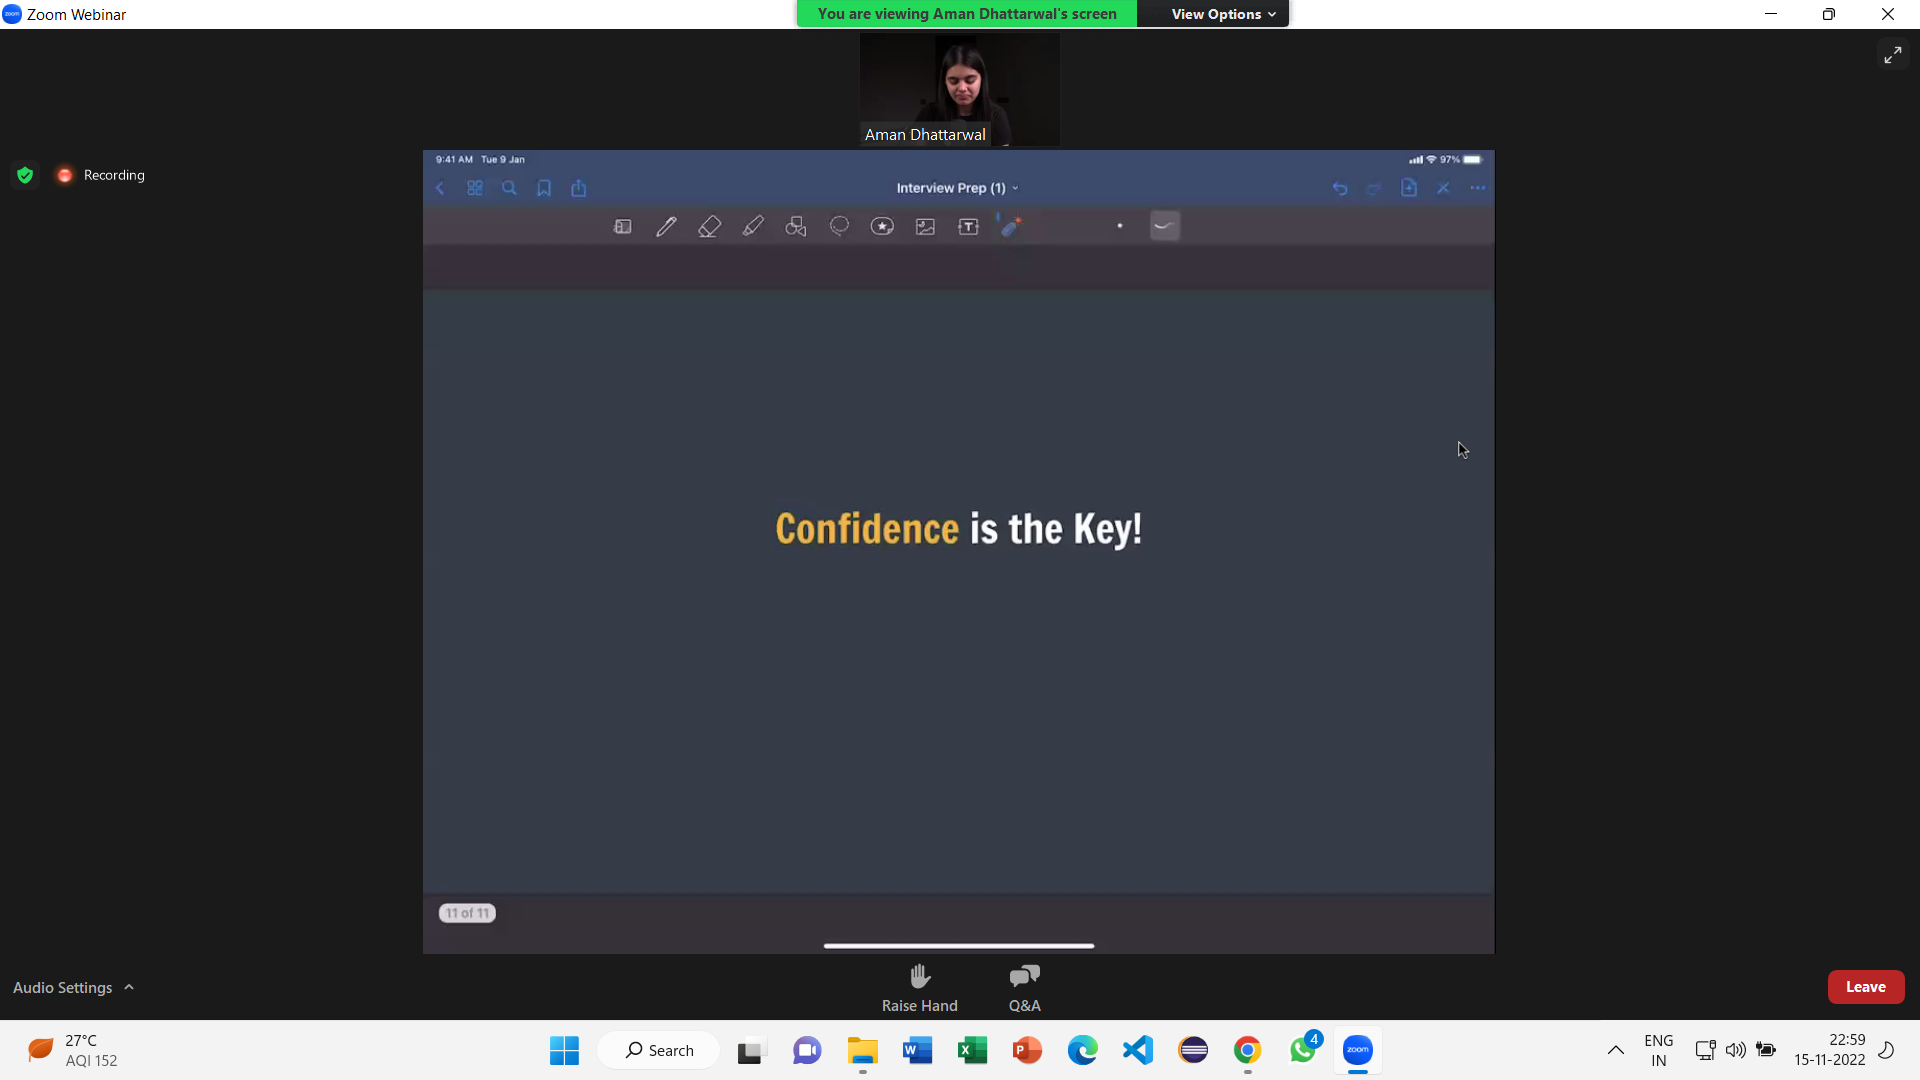 Zoom Webinar
You are viewing Aman Dhattarwal's screen
View Options
Aman Dhattarwal
Recording
9:41 AM Tue 9 Jan
97%
Interview Prep (1)
T
Confidence is the Key!
11 of 11
Audio Settings
Raise Hand
Q&A
Leave
27°C
AQI 152
Search
W
X
P
4
zoom
ENG
IN
22:59
15-11-2022